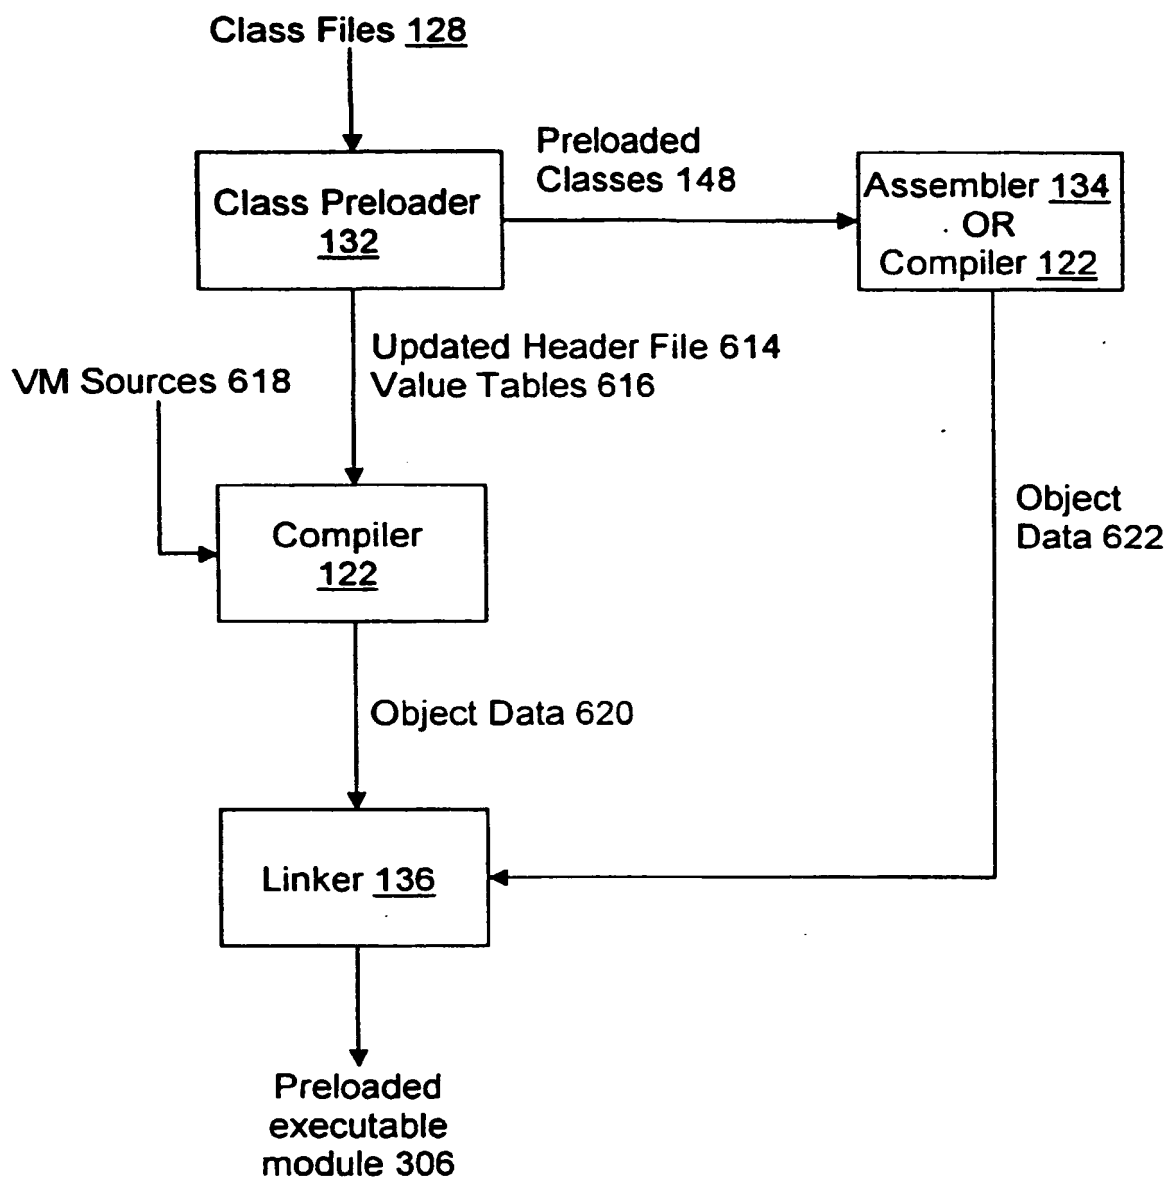 Class Files 128
Preloaded
Classes 148
Class Preloader
132
Assembler 134
OR
Compiler 122
Updated Header File 614
Value Tables 616
VM Sources 618
Compiler
122
Object
Data 622
Object Data 620
Linker 136
Preloaded
executable
module 306